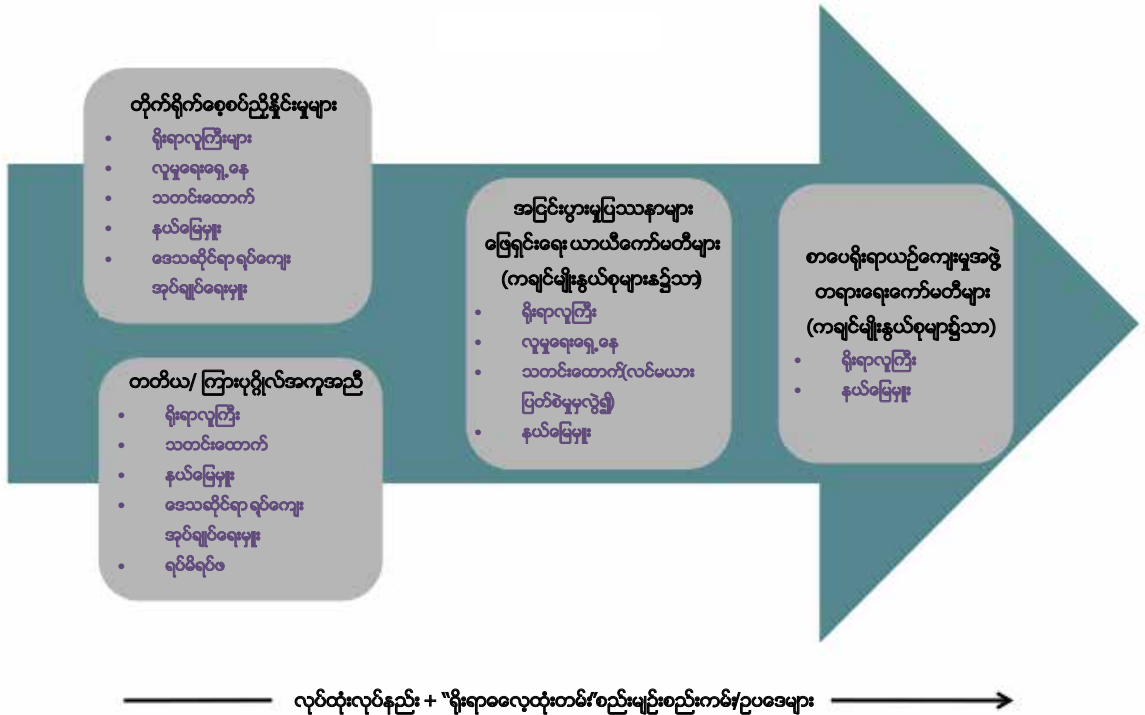 တိုက်ရိုက်စေ့စပ်ညှိနှိုင်းမှုများ
• ရိုးရာလူကြီးများ
• လူမှုရေးရှေ့နေ
• သတင်းထောက်
• နယ်မြေမှူး
• ဒေသဆိုင်ရာ ရပ်ကျေး
အုပ်ချုပ်ရေးမှူး
တတိယ/ ကြားပုဂ္ဂိုလ်အကူအညီ
• ရိုးရာလူကြီး
• သတင်းထောက်
• နယ်မြေမှူး
• ဒေသဆိုင်ရာ ရပ်ကျေး
အုပ်ချုပ်ရေးမှူး
• ရပ်မိရပ်ဖ
အငြင်းပွားမှုပြဿနာများ
ဖြေရှင်းရေး ယာယီကော်မတီများ
(ကချင်မျိုးနွယ်စုများန၌သာ)
• ရိုးရာလူကြီး
• လူမှုရေးရှေ့နေ
• သတင်းထောက်(လင်မယား
ပြတ်စဲမှုမှလွဲ၍)
• နယ်မြေမှူး
စာပေရိုးရာယဉ်ကျေးမှုအဖွဲ့
တရားရေးကော်မတီများ
(ကချင်မျိုးနွယ်စုမျာ၌သာ)
• ရိုးရာလူကြီး
• နယ်မြေမှူး
လုပ်ထုံးလုပ်နည်း + “ရိုးရာဓလေ့ထုံးတမ်း”စည်းမျဉ်းစည်းကမ်း/ဥပဒေများ